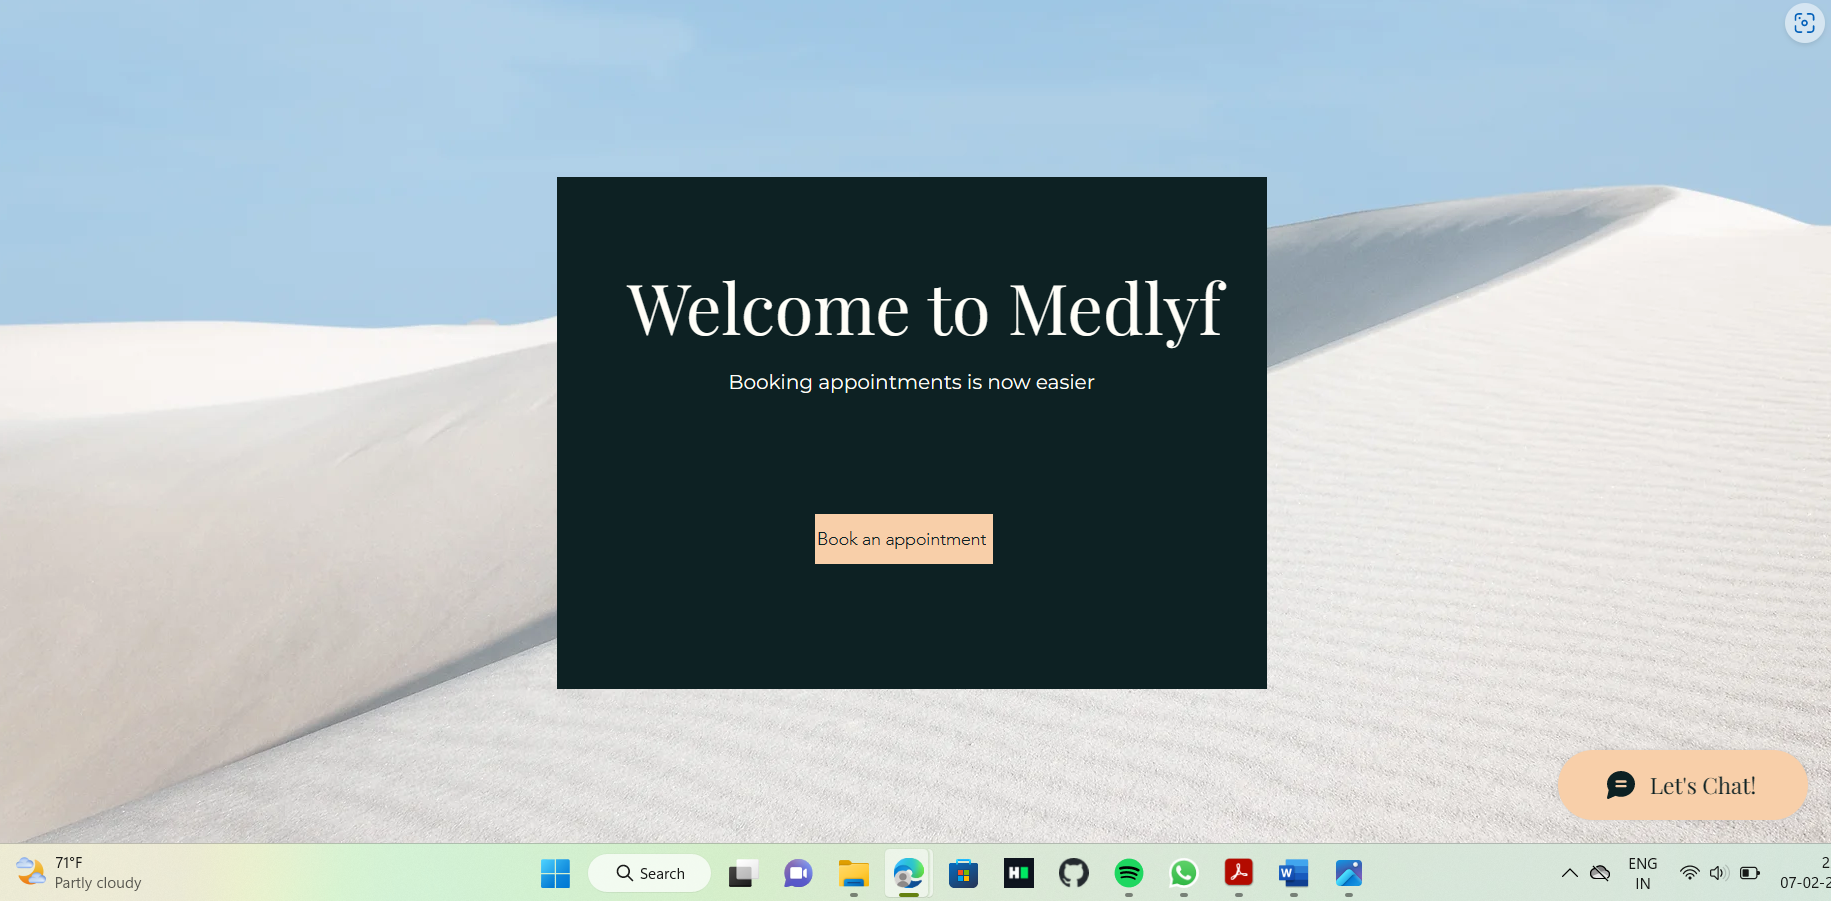 Welcome to Medlyf
Booking appointments is now easier
Book an appointment
Let's Chat!
71°F
Partly cloudy
Search
ENG
IN
2
07-02-2